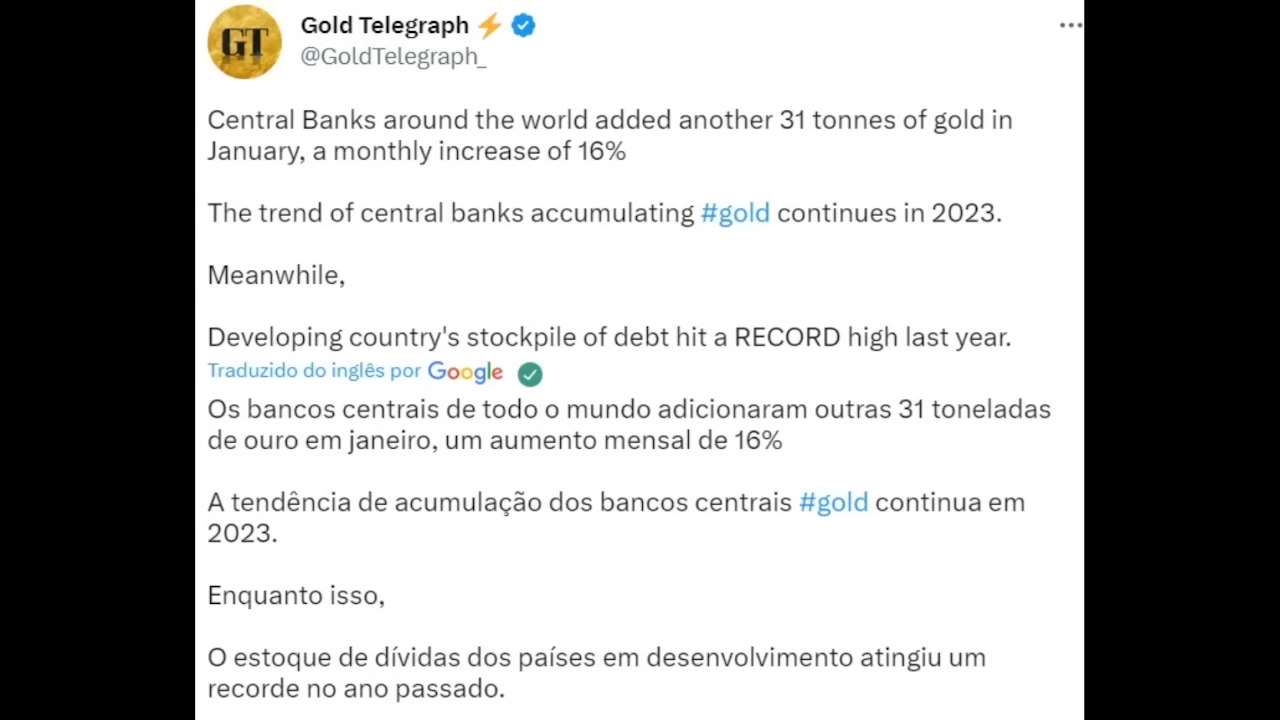 GT
Gold Telegraph⚡
@GoldTelegraph_
Central Banks around the world added another 31 tonnes of gold in
January, a monthly increase of 16%
The trend of central banks accumulating #gold continues in 2023.
Meanwhile,
Developing country's stockpile of debt hit a RECORD high last year.
Traduzido do inglês por Google
Os bancos centrais de todo o mundo adicionaram outras 31 toneladas
de ouro em janeiro, um aumento mensal de 16%
A tendência de acumulação dos bancos centrais #gold continua em
2023.
Enquanto isso,
O estoque de dívidas dos países em desenvolvimento atingiu um
recorde no ano passado.